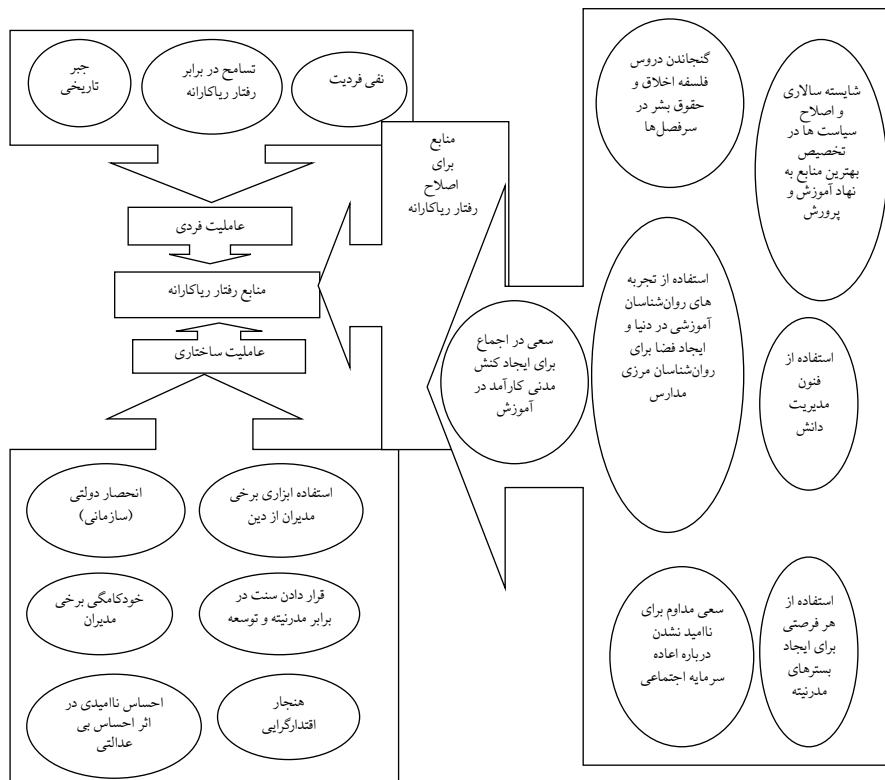 جبر
تاریخی
تسامح در برابر
رفتار ریاکارانه
نفی فردیت
عاملیت فردی
منابع رفتار ریاکارانه
عاملیت ساختاری
انحصار دولتی
(سازمانی)
استفاده ابزاری برخی
مدیران از دین
خودکامگی برخی
مدیران
قرار دادن سنت در
برابر مدرنیته و توسعه
احساس ناامیدی در
اثر احساس بی
عدالتی
هنجار
اقتدارگرایی
منابع
برای
اصلاح
رفتار ریاکارانه
سعی در اجماع
برای ایجاد کنش
مدنی کارآمد در
آموزش
گنجاندن دروس
فلسفه اخلاق و
حقوق بشر در
سرفصل‌ها
شایسته سالاری
و اصلاح
سیاست ها در
تخصیص
بهترین منابع به
نهاد آموزش و
پرورش
استفاده از تجربه
های روان‌شناسان
آموزشی در دنیا و
ایجاد فضا برای
روان‌شناسان مرزی
مدارس
استفاده از
فنون
مدیریت
دانش
سعی مداوم برای
ناامید نشدن
درباره اعاده
سرمایه اجتماعی
استفاده از
هر فرصتی
برای ایجاد
بسترهای
مدرنیته